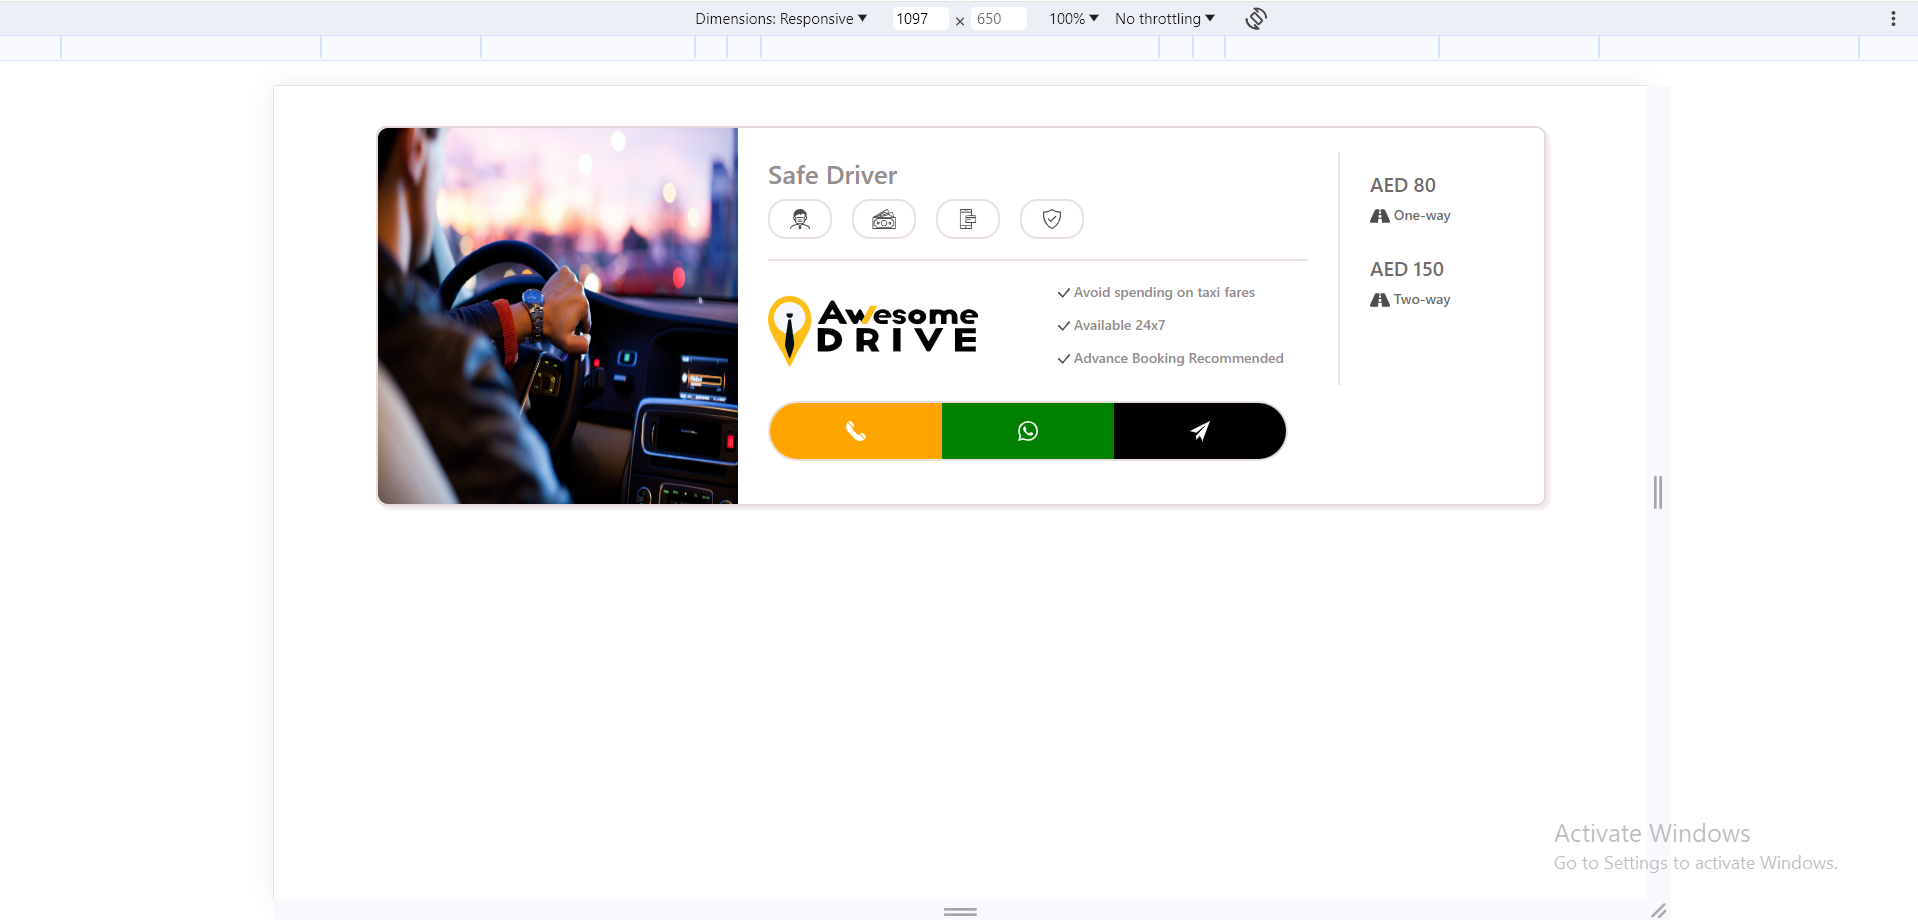 Dimensions: Responsive 1097 × 650 100% No throttling
Safe Driver
AED 80
One-way
AED 150
Two-way
Awesome
DRIVE
Avoid spending on taxi fares
Available 24x7
Advance Booking Recommended
Activate Windows
Go to Settings to activate Windows.